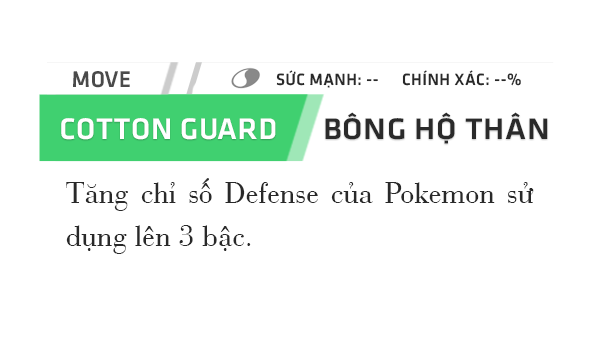 MOVE SỨC MẠNH: -- CHÍNH XÁC: --%
COTTON GUARD BÔNG HỘ THÂN
Tăng chỉ số Defense của Pokemon sử
dụng lên 3 bậc.